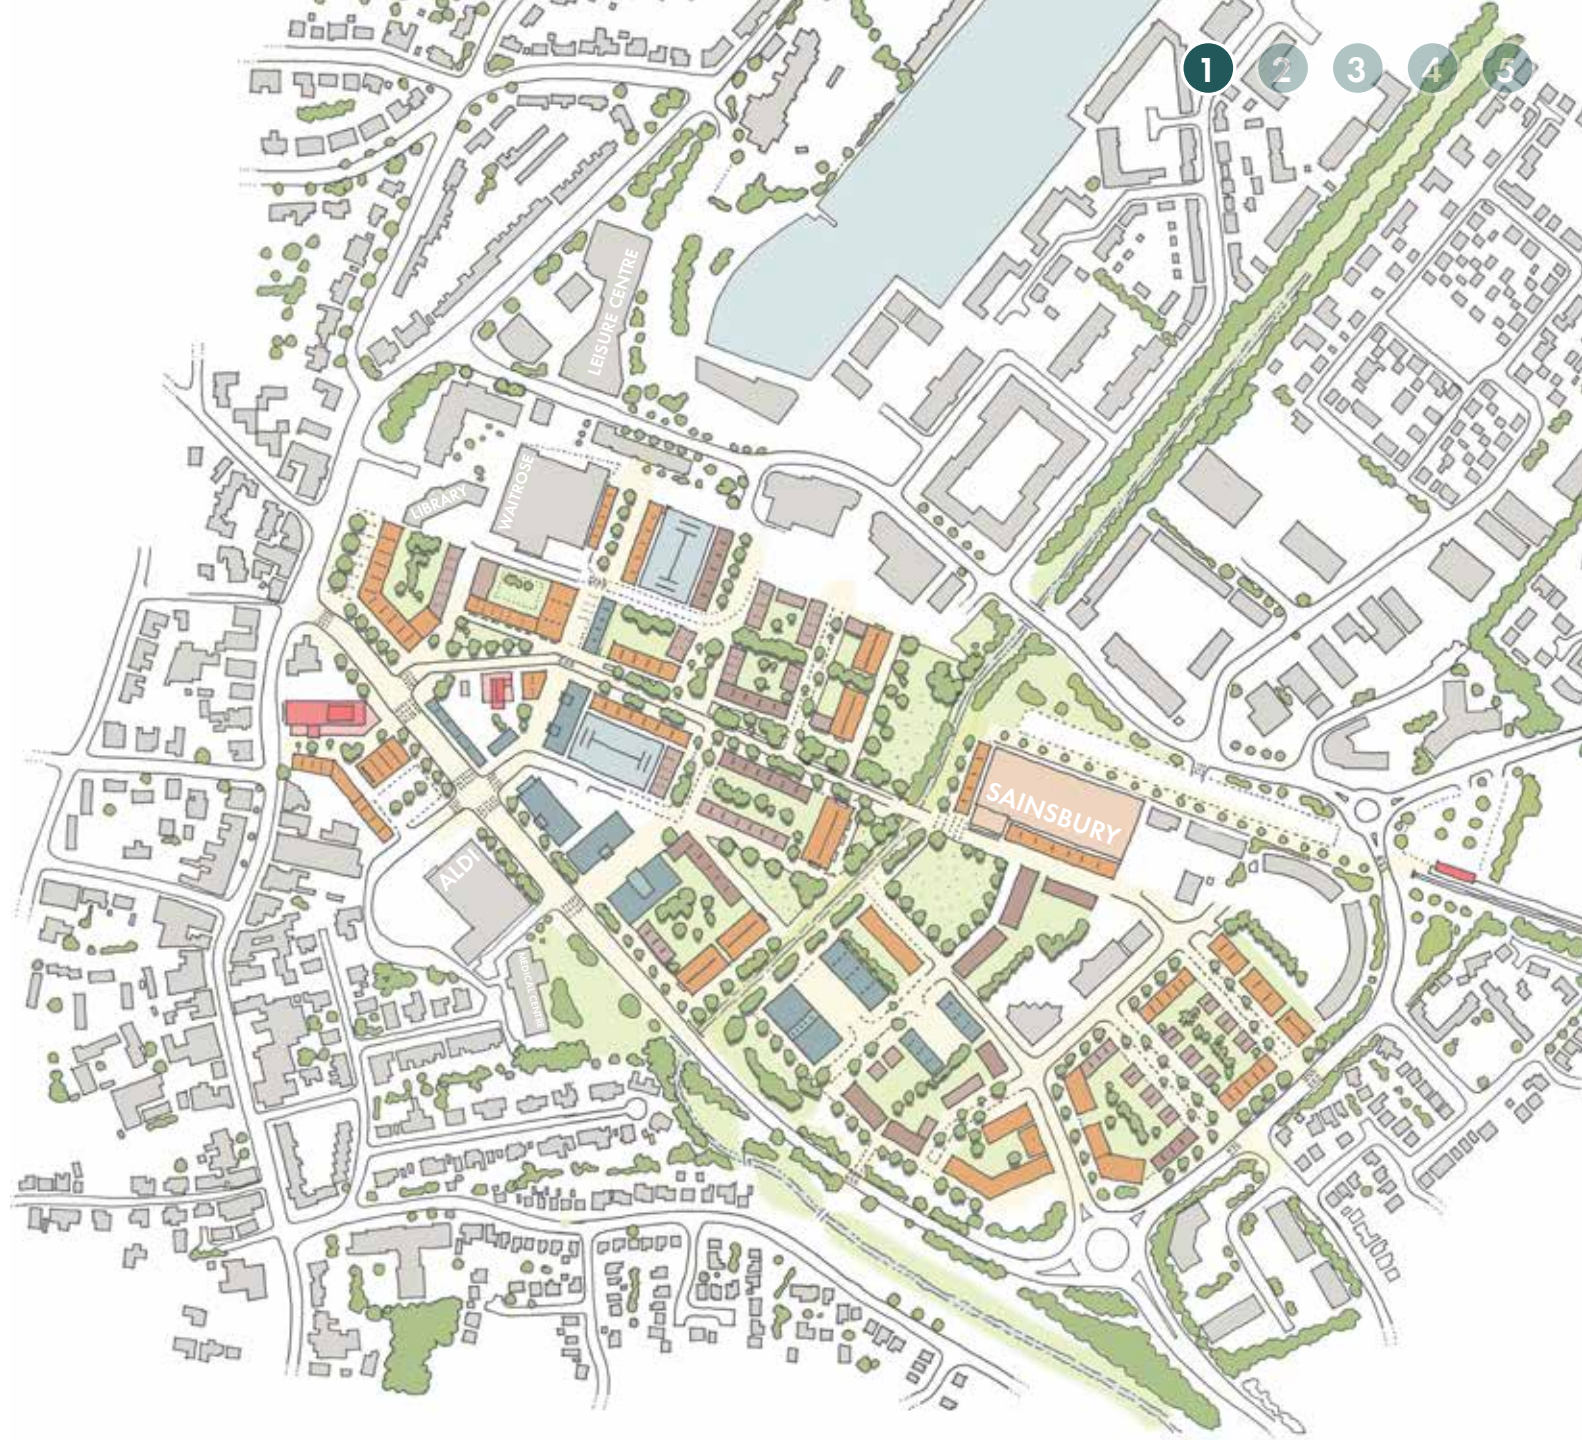 1 2 3 4 5
LEISURE CENTRE
WAITROSE
LIBRARY
SAINSBURY
ALDI
MEDICAL CENTRE